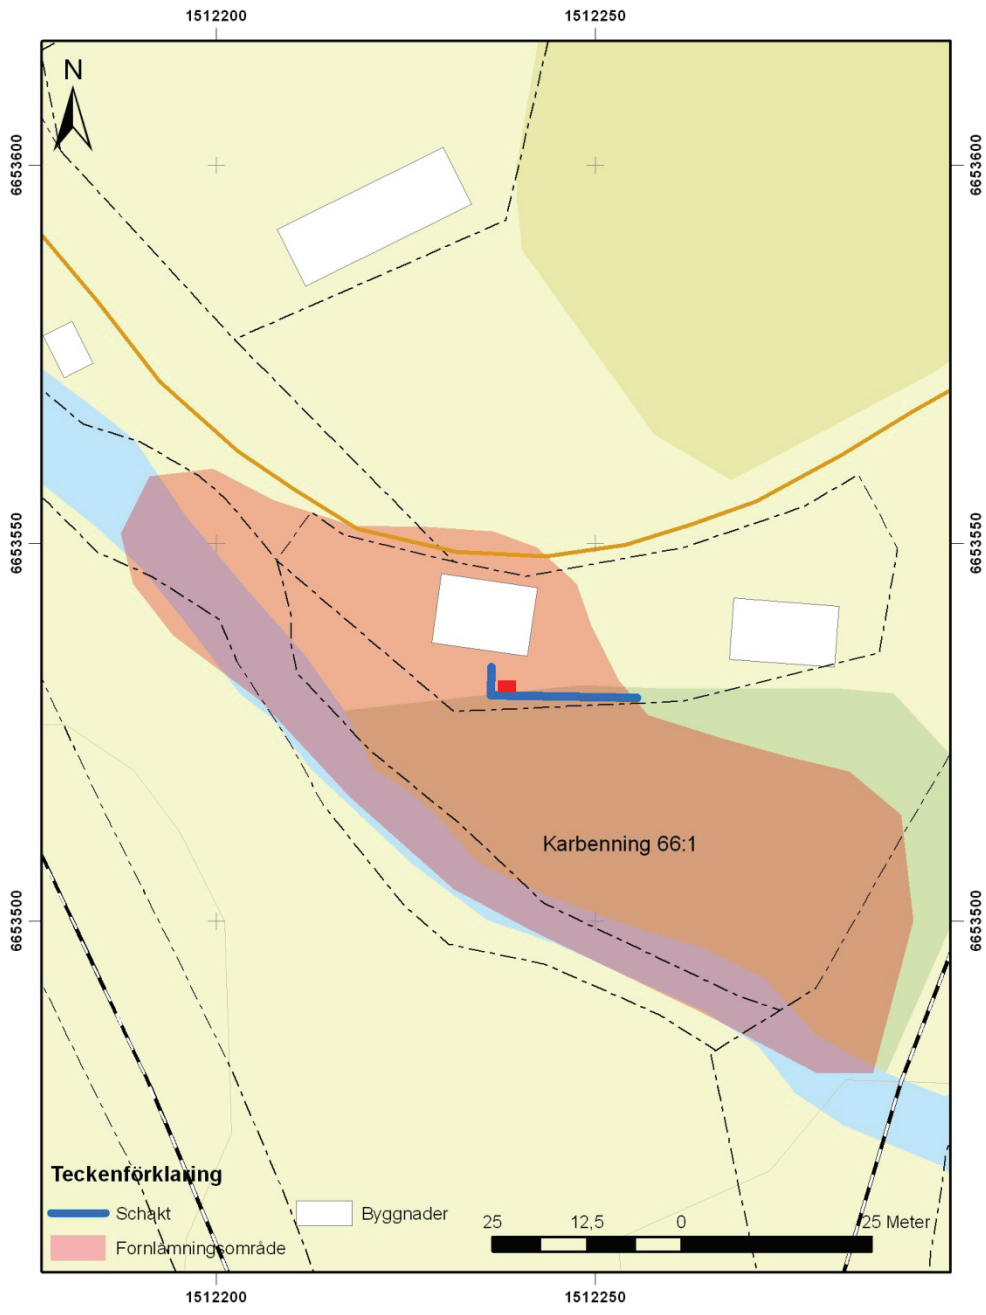 1512200 1512250
N
6653600 6653600
6653550 6653550
Karbenning 66:1
6653500 6653500
Teckenförklaring
Schakt
Byggnader
Fornlämningsområde
25 12,5 0 25 Meter
1512200 1512250